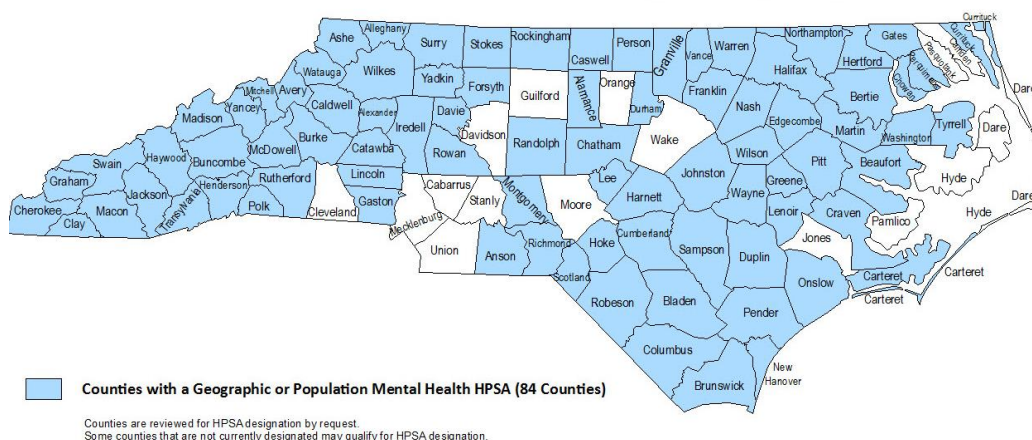 Currituck
Alleghany
Ashe
Surry
Stokes
Rockingham
Caswell
Person
Granville
Vance
Warren
Northampton
Gates
Currituck
Camden
Pasquotank
Perquimans
Chowan
Hertford
Halifax
Watauga
Wilkes
Yadkin
Forsyth
Guilford
Alamance
Orange
Durham
Franklin
Bertie
Mitchell
Avery
Yancey
Madison
Caldwell
Alexander
Iredell
Davie
Davidson
Randolph
Chatham
Wake
Nash
Edgecombe
Martin
Washington
Tyrrell
Dare
Dare
Burke
McDowell
Catawba
Rowan
Wilson
Pitt
Beaufort
Hyde
Swain
Haywood
Buncombe
Rutherford
Lincoln
Johnston
Lee
Harnett
Wayne
Greene
Graham
Jackson
Henderson
Polk
Cleveland
Gaston
Cabarrus
Stanly
Montgomery
Moore
Lenoir
Craven
Pamlico
Hyde
Dare
Cherokee
Clay
Macon
Transylvania
Mecklenburg
Union
Anson
Richmond
Hoke
Cumberland
Sampson
Duplin
Jones
Onslow
Carteret
Carteret
Carteret
Scotland
Robeson
Bladen
Pender
Columbus
Brunswick
New
Hanover
Counties with a Geographic or Population Mental Health HPSA (84 Counties)
Counties are reviewed for HPSA designation by request.
Some counties that are not currently designated may qualify for HPSA designation.